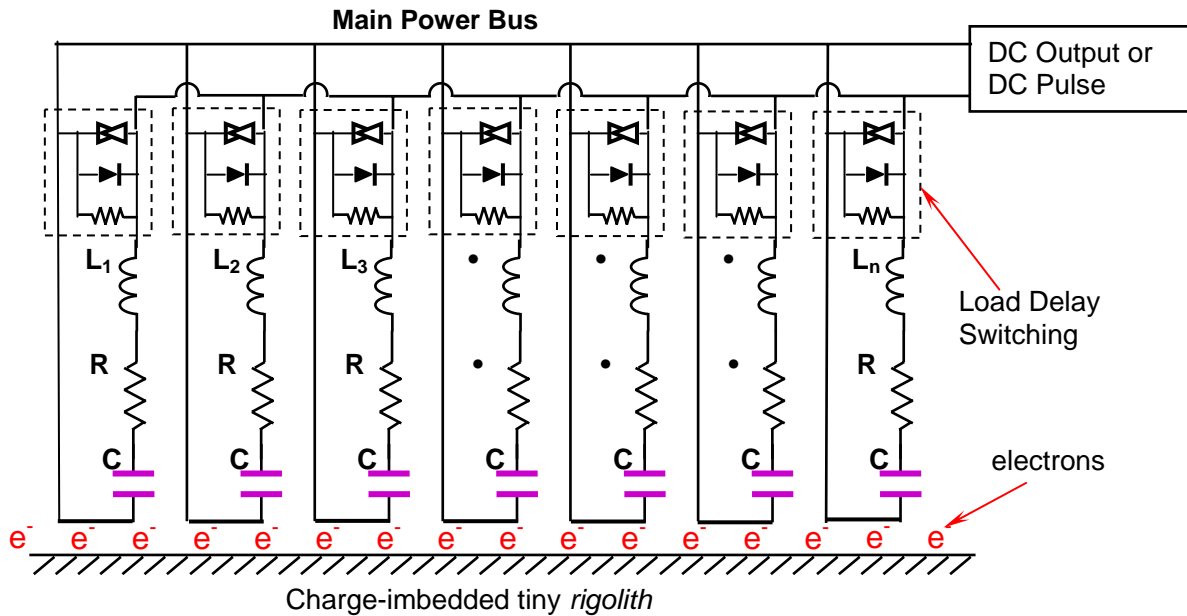 Main Power Bus
DC Output or
DC Pulse
L₁ L₂ L₃ Lₙ
Load Delay
Switching
R R R R
C C C C C C C
electrons
e⁻ e⁻ e⁻ e⁻ e⁻ e⁻ e⁻ e⁻ e⁻ e⁻ e⁻ e⁻ e⁻ e⁻ e⁻ e⁻
Charge-imbedded tiny rigolith